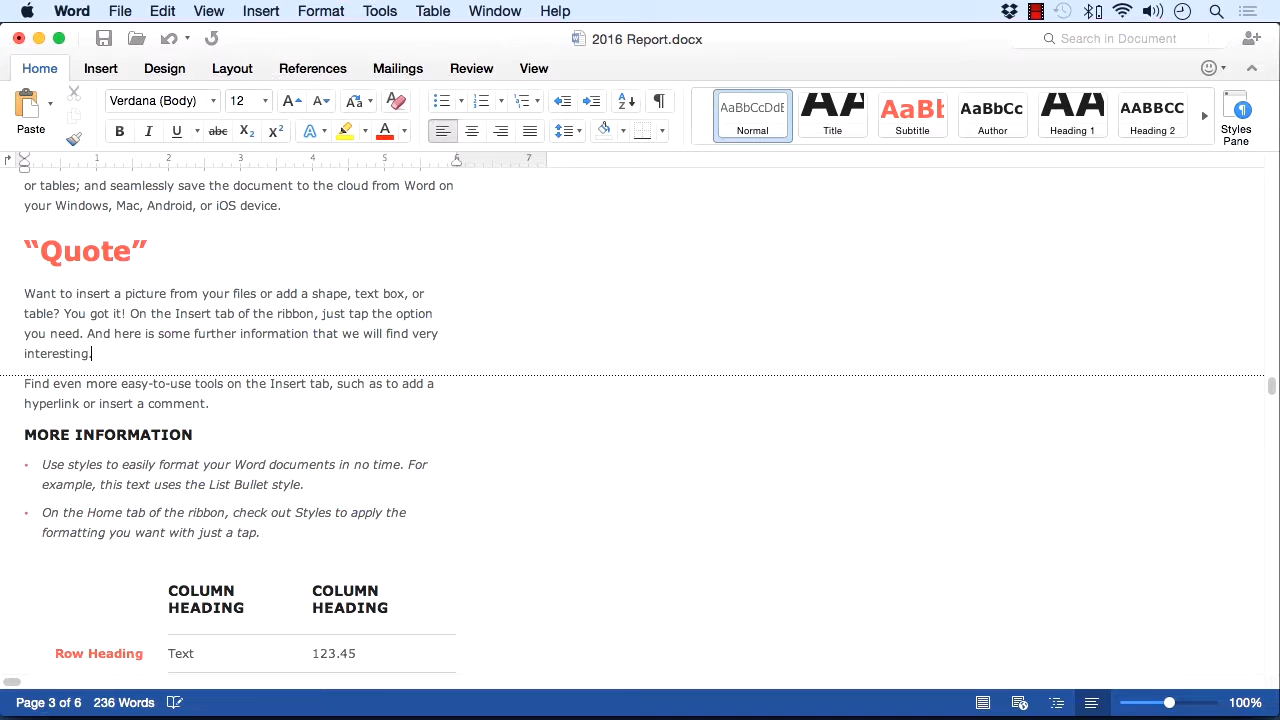 Word File Edit View Insert Format Tools Table Window Help
2016 Report.docx
Search in Document
Home Insert Design Layout References Mailings Review View
Paste
Verdana (Body) 12
AaBbCcDdE Normal
Title
AaBb Subtitle
AaBbCc Author
Heading 1
AABBCC Heading 2
Styles Pane
1 2 3 4 5 6 7
or tables; and seamlessly save the document to the cloud from Word on
your Windows, Mac, Android, or iOS device.
“Quote”
Want to insert a picture from your files or add a shape, text box, or
table? You got it! On the Insert tab of the ribbon, just tap the option
you need. And here is some further information that we will find very
interesting.
Find even more easy-to-use tools on the Insert tab, such as to add a
hyperlink or insert a comment.
MORE INFORMATION
• Use styles to easily format your Word documents in no time. For
example, this text uses the List Bullet style.
• On the Home tab of the ribbon, check out Styles to apply the
formatting you want with just a tap.
COLUMN COLUMN
HEADING HEADING
Row Heading Text 123.45
Page 3 of 6 236 Words 100%